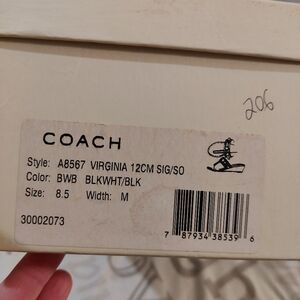 206
COACH
Style: A8567 VIRGINIA 12CM SIG/SO
Color: BWB BLKWHT/BLK
Size: 8.5 Width: M
30002073
7 87934 38539 6